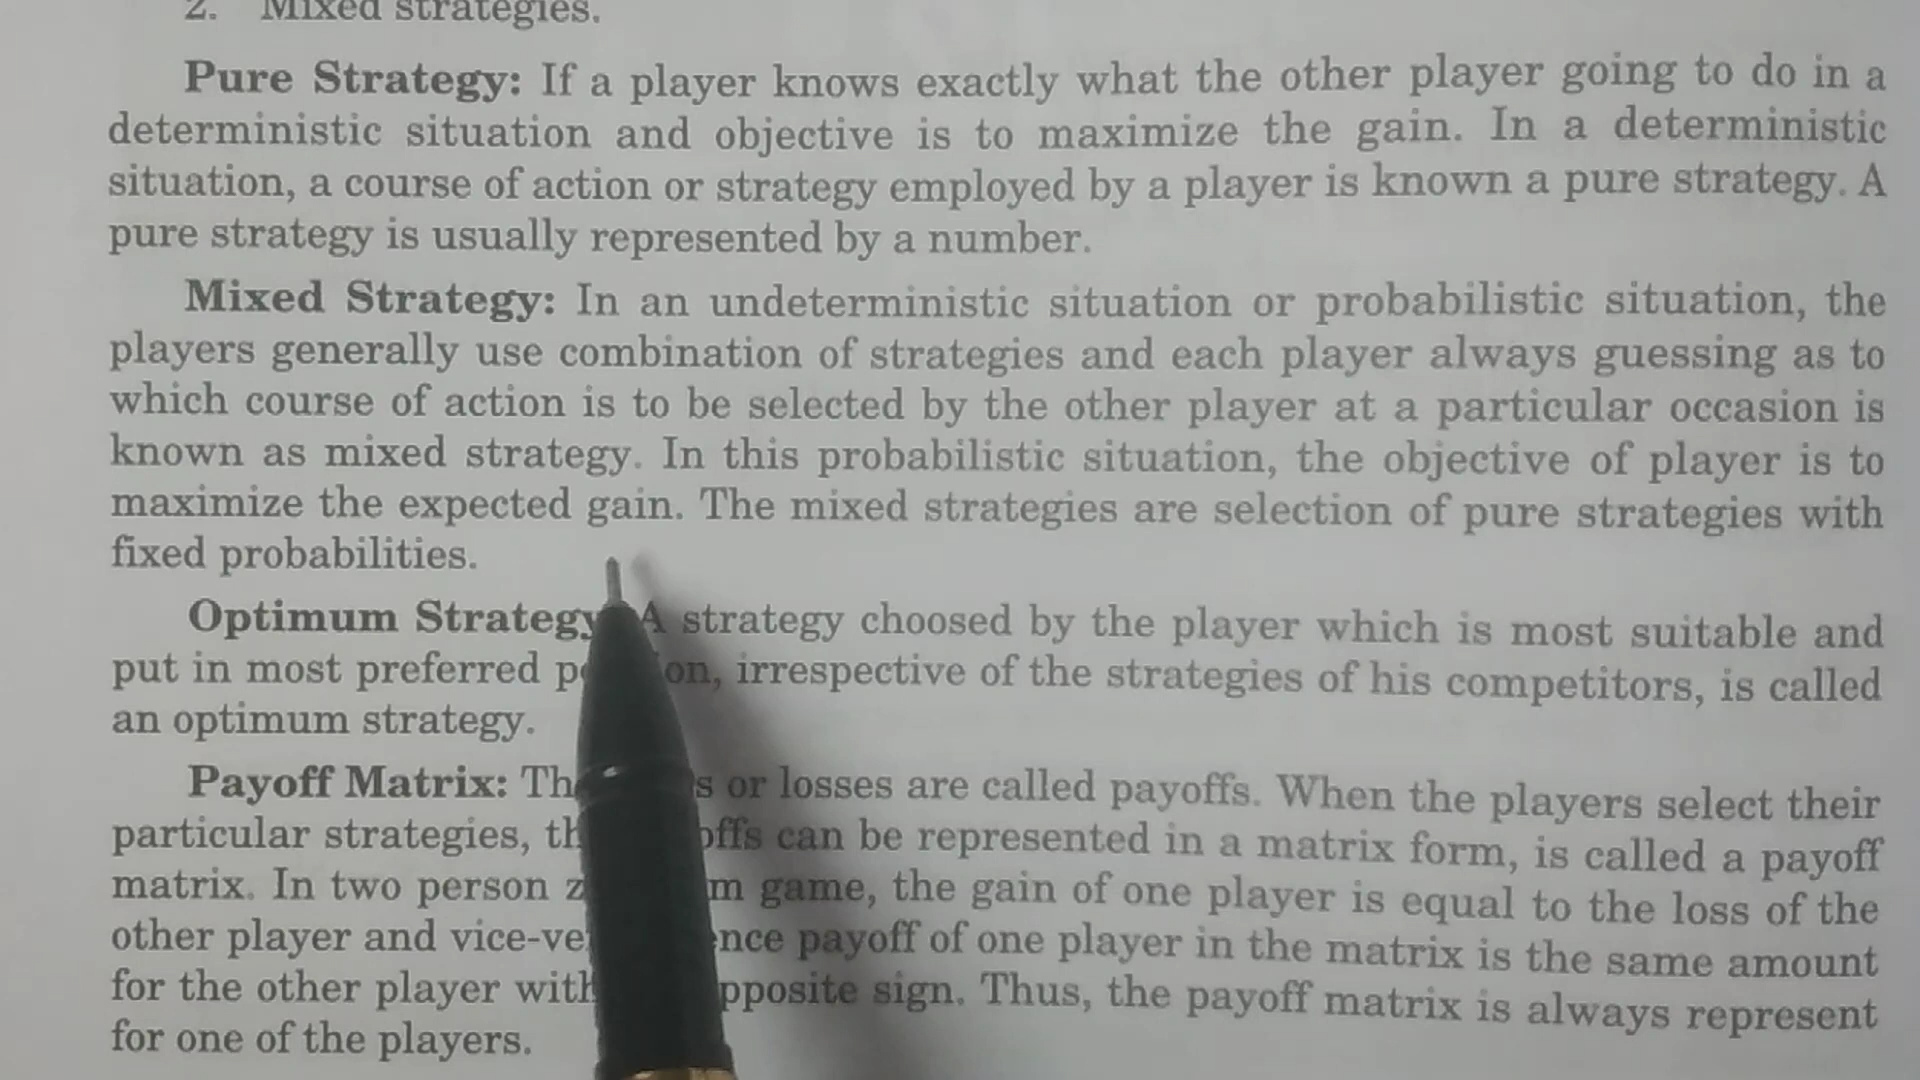 2. Mixed strategies.
Pure Strategy: If a player knows exactly what the other player going to do in a
deterministic situation and objective is to maximize the gain. In a deterministic
situation, a course of action or strategy employed by a player is known a pure strategy. A
pure strategy is usually represented by a number.
Mixed Strategy: In an undeterministic situation or probabilistic situation, the
players generally use combination of strategies and each player always guessing as to
which course of action is to be selected by the other player at a particular occasion is
known as mixed strategy. In this probabilistic situation, the objective of player is to
maximize the expected gain. The mixed strategies are selection of pure strategies with
fixed probabilities.
Optimum Strategy A strategy choosed by the player which is most suitable and
put in most preferred irrespective of the strategies of his competitors, is called
an optimum strategy.
Payoff Matrix: or losses are called payoffs. When the players select their
particular strategies, can be represented in a matrix form, is called a payoff
matrix. In two person game, the gain of one player is equal to the loss of the
other player and payoff of one player in the matrix is the same amount
for the other player with sign. Thus, the payoff matrix is always represent
for one of the players.